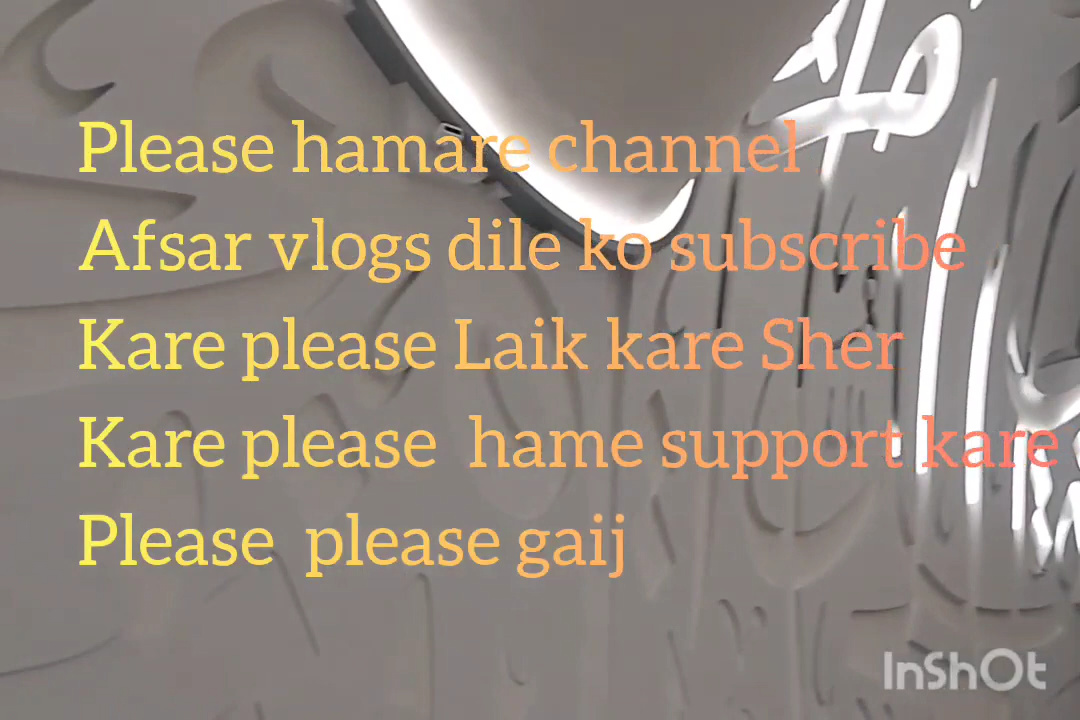 Please hamare channel
Afsar vlogs dile ko subscribe
Kare please Laik kare Sher
Kare please hame support kare
Please please gaij
InShOt